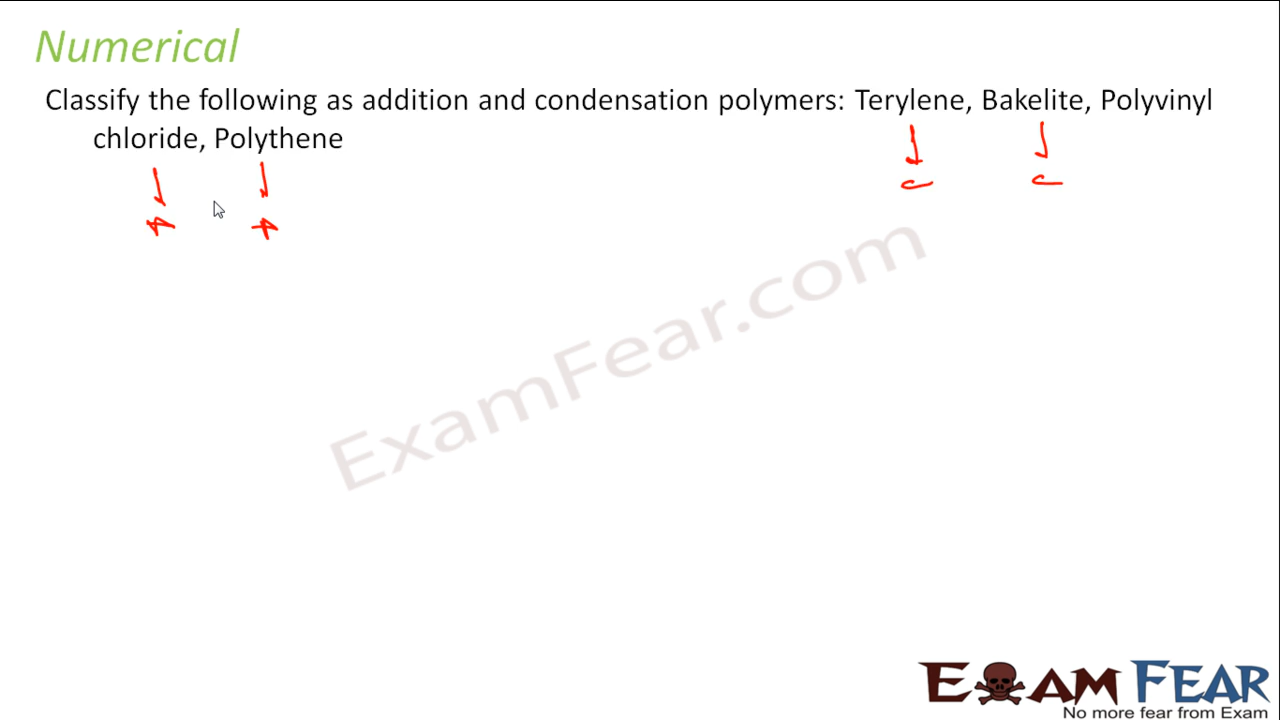 Numerical
Classify the following as addition and condensation polymers: Terylene, Bakelite, Polyvinyl
chloride, Polythene
C C
A A
ExamFear.com
EXAM FEAR
No more fear from Exam